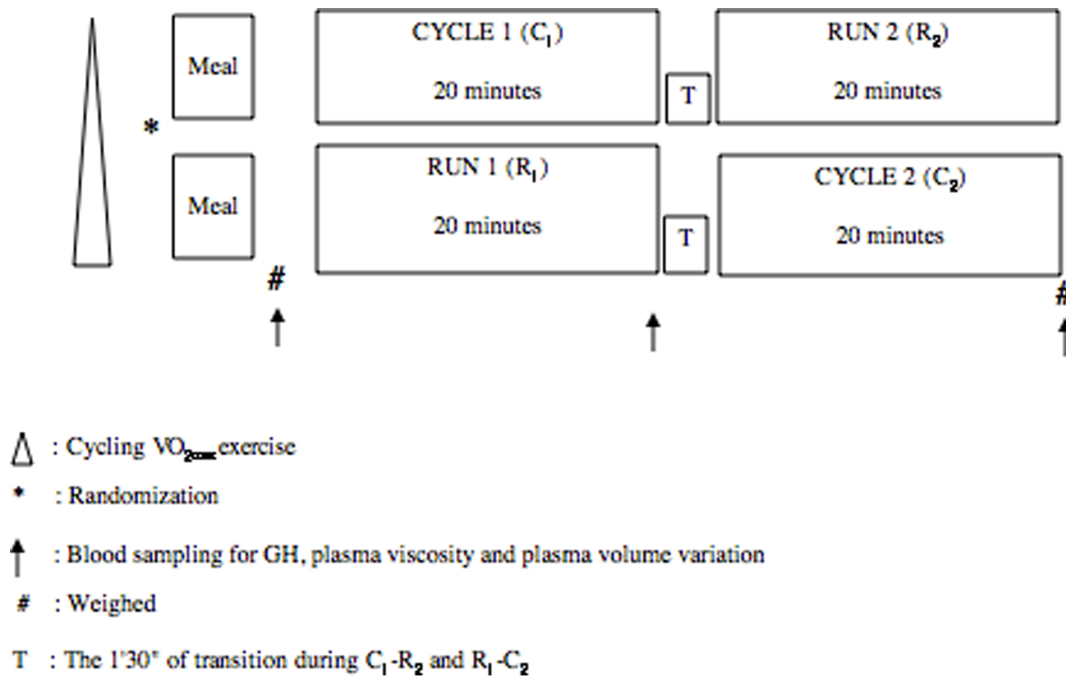 Meal
CYCLE 1 (C1)
20 minutes
T
RUN 2 (R2)
20 minutes
*
Meal
RUN 1 (R1)
20 minutes
T
CYCLE 2 (C2)
20 minutes
#
#
: Cycling VO2max exercise
* : Randomization
: Blood sampling for GH, plasma viscosity and plasma volume variation
# : Weighed
T : The 1'30" of transition during C1-R2 and R1-C2